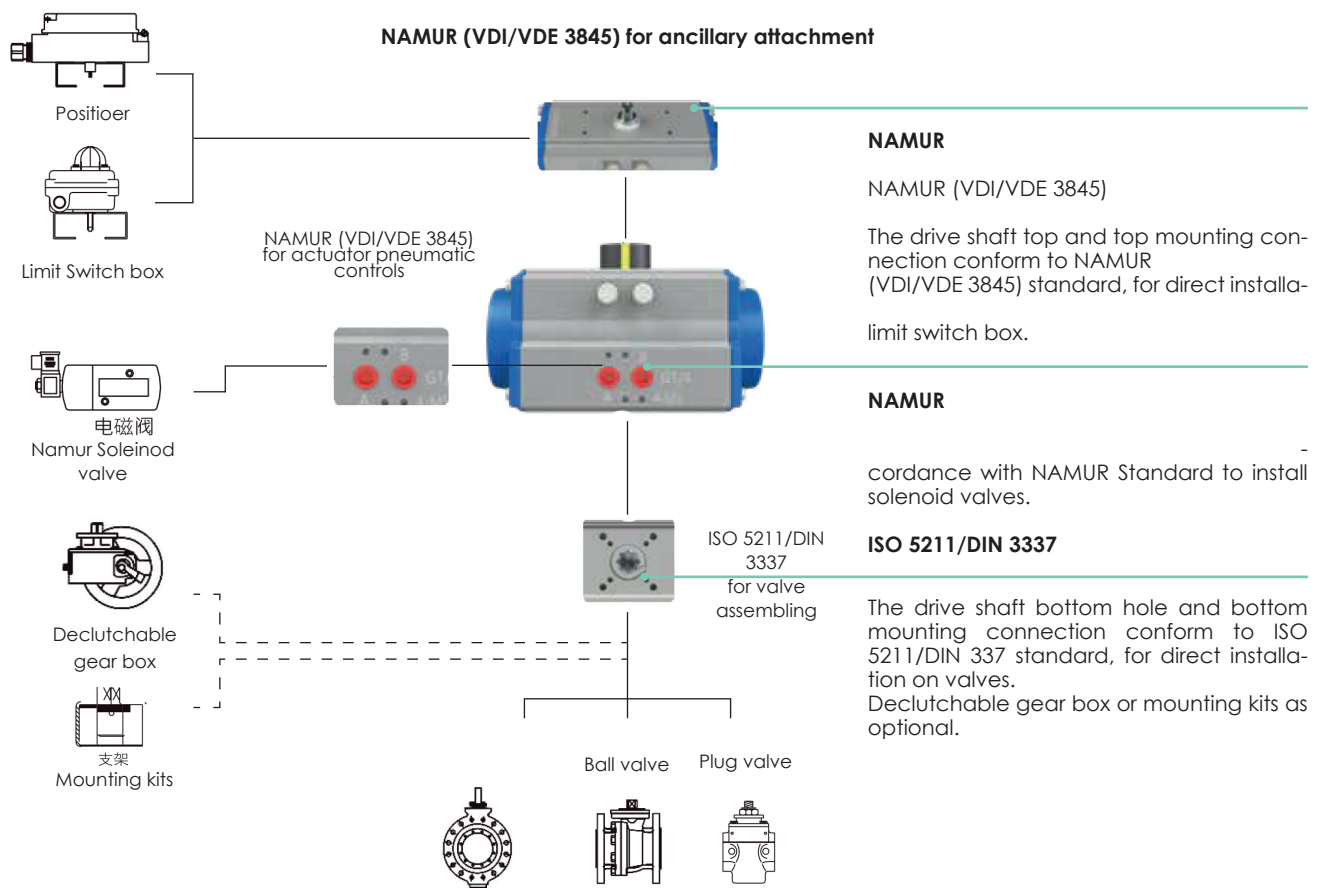 NAMUR (VDI/VDE 3845) for ancillary attachment
Positioer
Limit Switch box
NAMUR (VDI/VDE 3845)
for actuator pneumatic
controls
电磁阀
Namur Soleinod
valve
Declutchable
gear box
支架
Mounting kits
B
G1/
A
G1/4
A
ISO 5211/DIN
3337
for valve
assembling
Ball valve
Plug valve
NAMUR
NAMUR (VDI/VDE 3845)
The drive shaft top and top mounting con-
nection conform to NAMUR
(VDI/VDE 3845) standard, for direct installa-
limit switch box.
NAMUR
-
cordance with NAMUR Standard to install
solenoid valves.
ISO 5211/DIN 3337
The drive shaft bottom hole and bottom
mounting connection conform to ISO
5211/DIN 337 standard, for direct installa-
tion on valves.
Declutchable gear box or mounting kits as
optional.